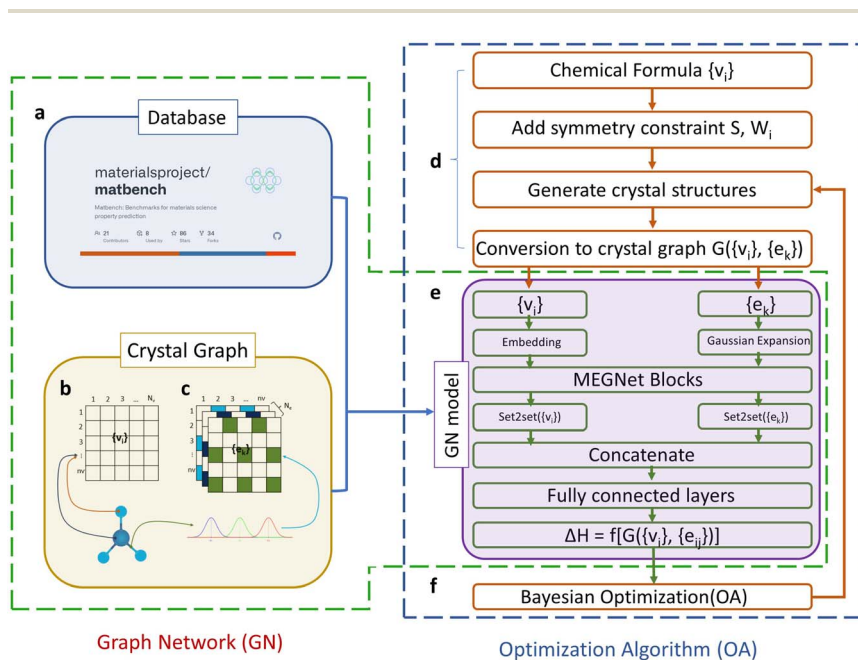 a
Database
materialsproject/
matbench
Matbench: Benchmarks for materials science
property prediction
21 8 86 34
Contributors Used by Stars Forks
Crystal Graph
b
1 2 3 ... Nv
1
2
3
⋮
nv
{vi}
c
1 2 3 ... nv
Ne
1
2
3
⋮
nv
{ek}
Graph Network (GN)
d
Chemical Formula {vi}
Add symmetry constraint S, Wi
Generate crystal structures
Conversion to crystal graph G({vi}, {ek})
e
GN model
{vi} {ek}
Embedding Gaussian Expansion
MEGNet Blocks
Set2set({vi}) Set2set({ek})
Concatenate
Fully connected layers
ΔH = f[G({vi}, {eij})]
f
Bayesian Optimization(OA)
Optimization Algorithm (OA)